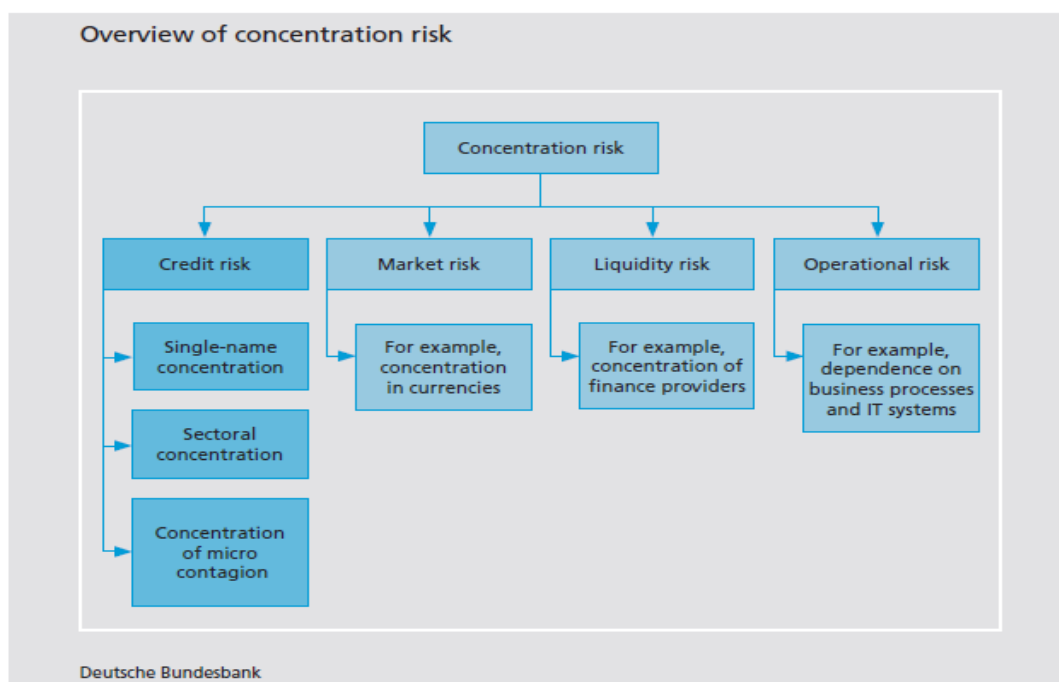 Overview of concentration risk
Concentration risk
Credit risk
Market risk
Liquidity risk
Operational risk
Single-name
concentration
Sectoral
concentration
Concentration
of micro
contagion
For example,
concentration
in currencies
For example,
concentration of
finance providers
For example,
dependence on
business processes
and IT systems
Deutsche Bundesbank